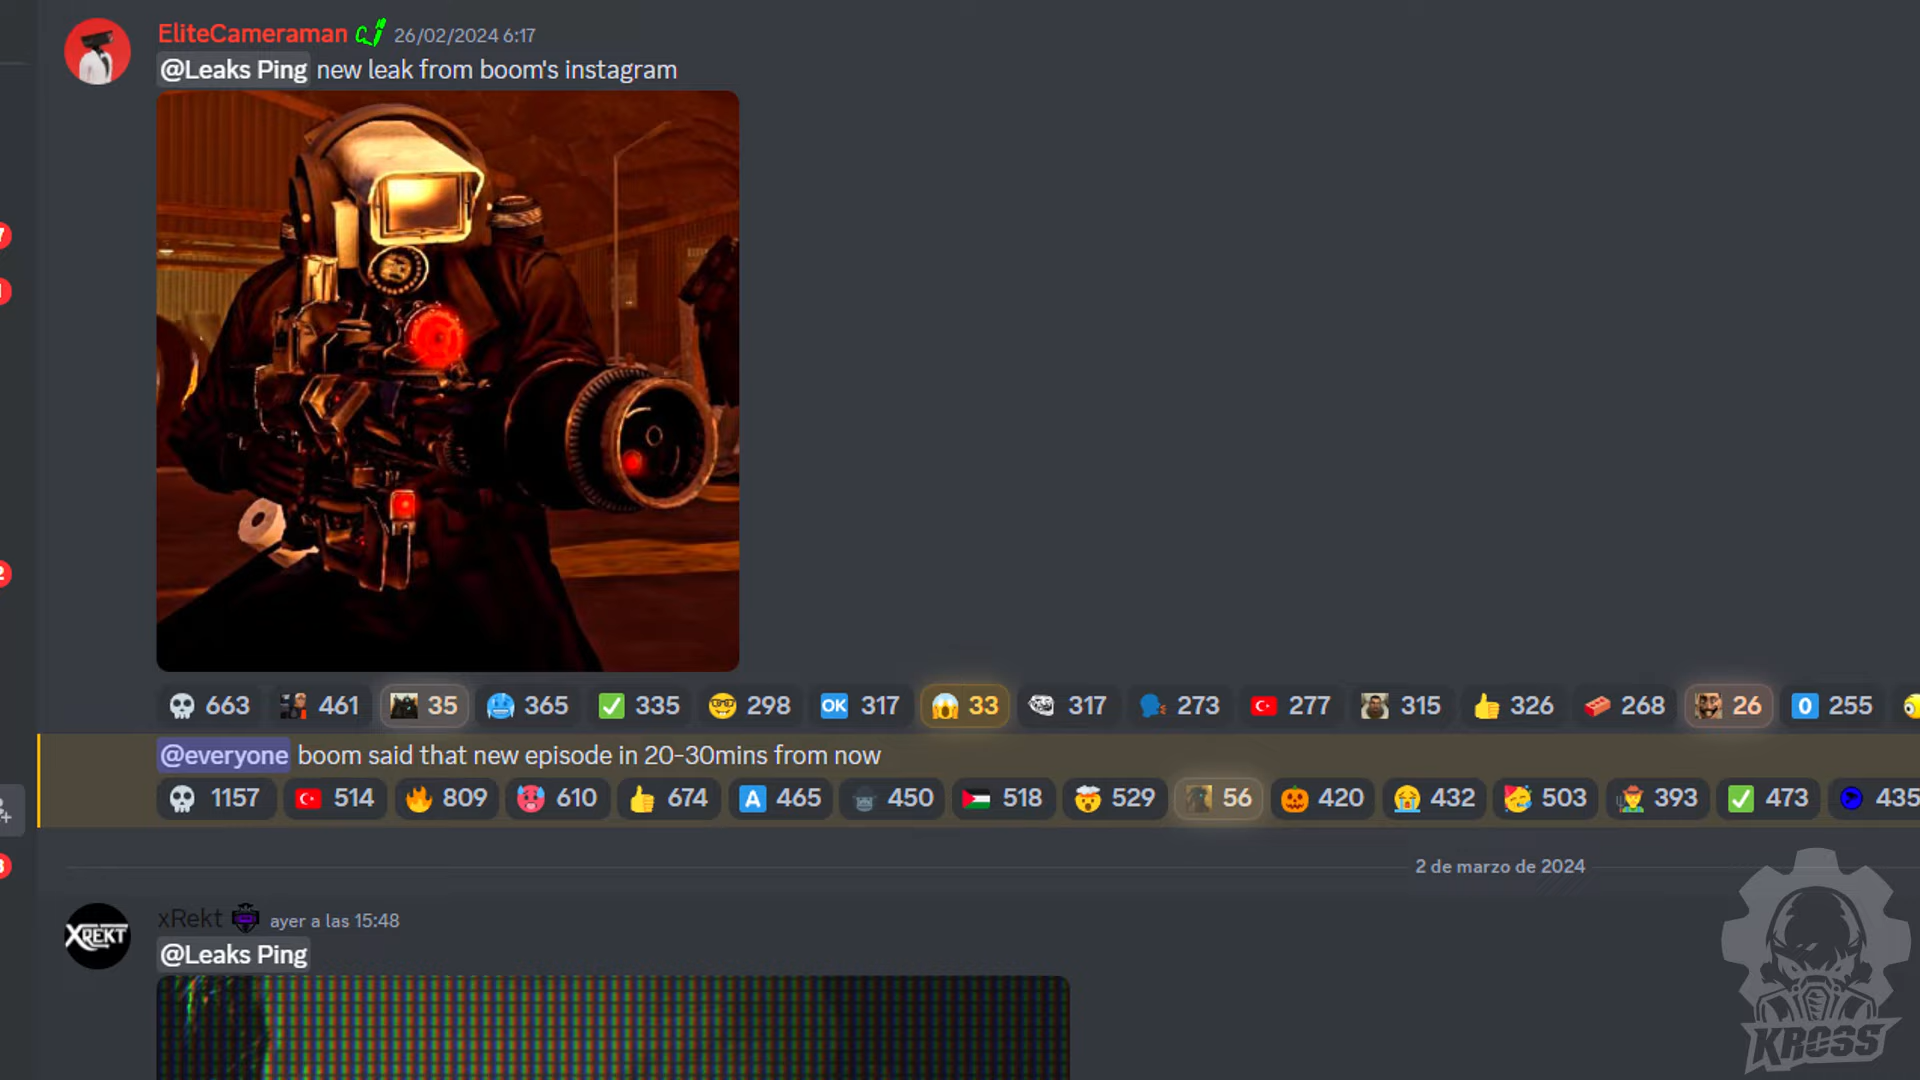 EliteCameraman 26/02/2024 6:17
@Leaks Ping new leak from boom's instagram
663 461 35 365 335 298 OK 317 33 317 273 277 315 326 268 26 0 255
@everyone boom said that new episode in 20-30mins from now
1157 514 809 610 674 A 465 450 518 529 56 420 432 503 393 473 435
2 de marzo de 2024
xRekt ayer a las 15:48
XREKT
@Leaks Ping
KROSS